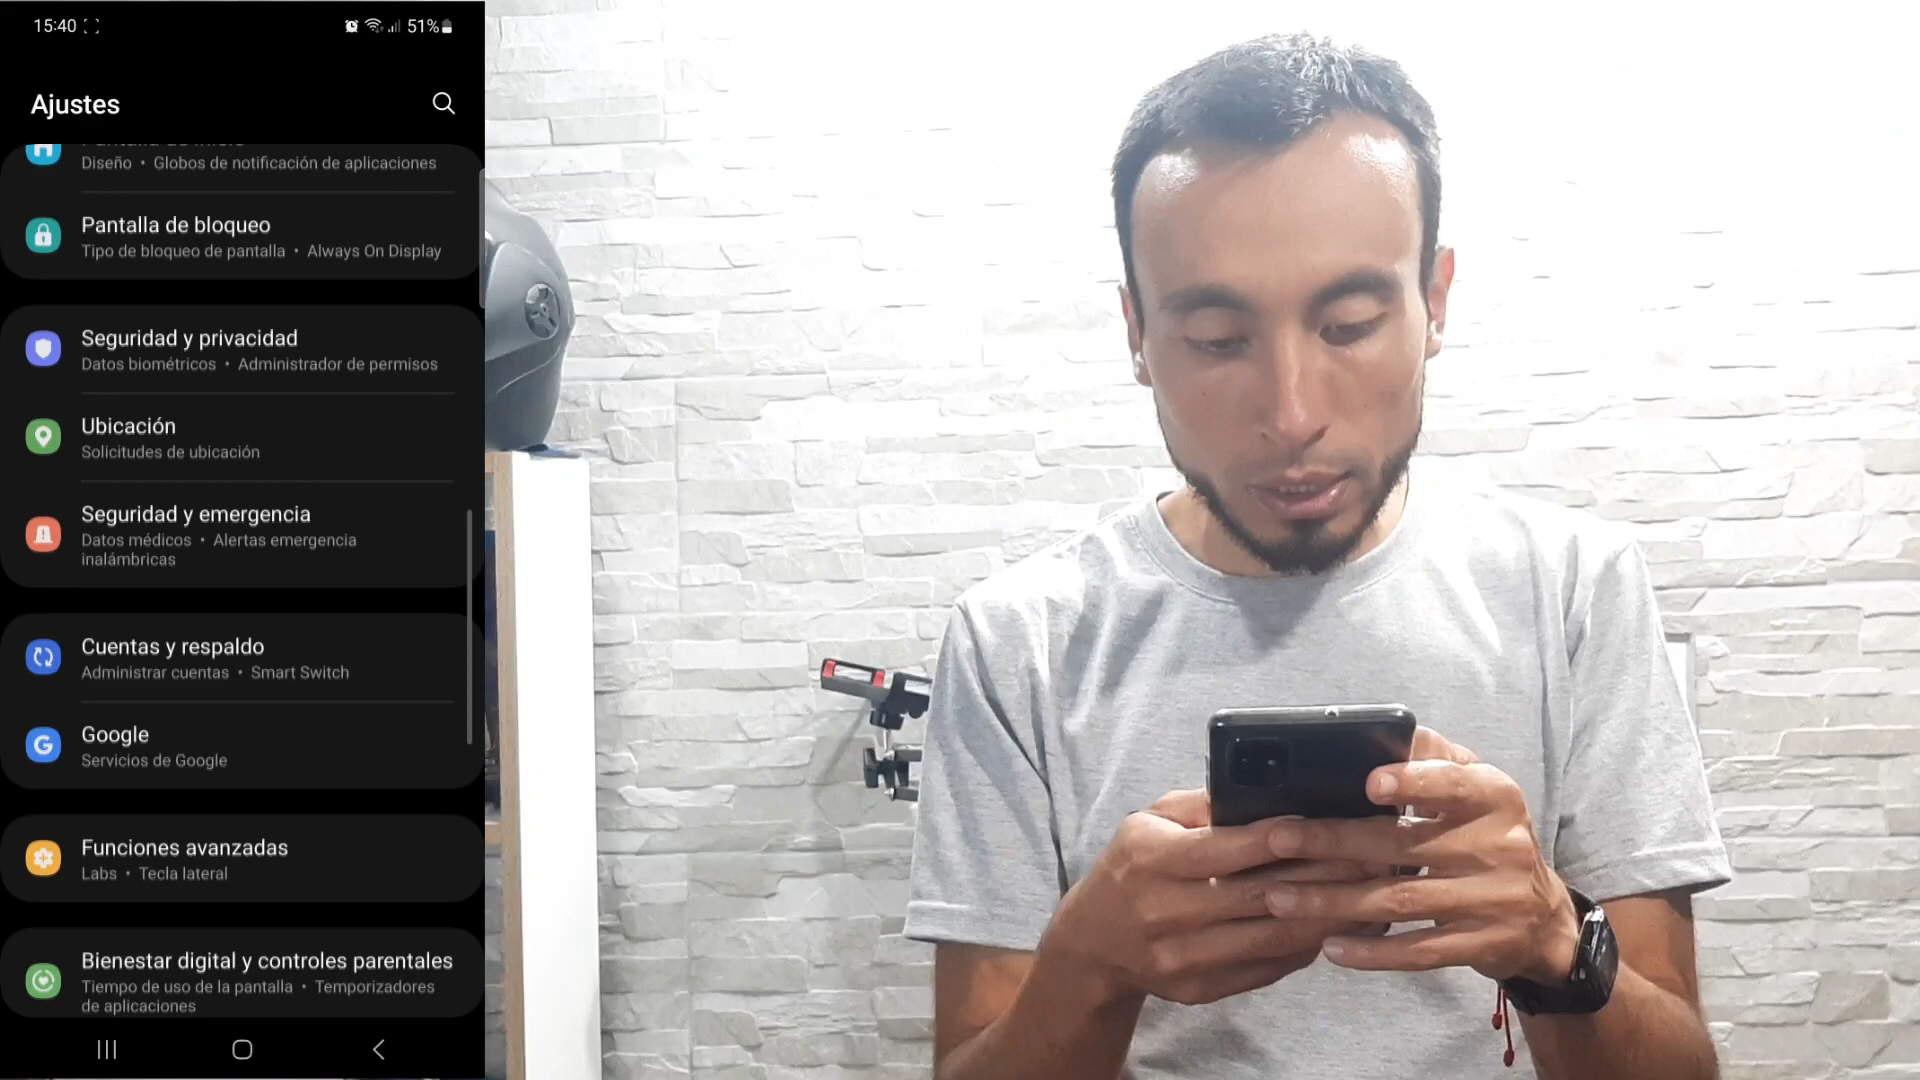 15:40 51%
Ajustes
Diseño • Globos de notificación de aplicaciones
Pantalla de bloqueo
Tipo de bloqueo de pantalla • Always On Display
Seguridad y privacidad
Datos biométricos • Administrador de permisos
Ubicación
Solicitudes de ubicación
Seguridad y emergencia
Datos médicos • Alertas emergencia
inalámbricas
Cuentas y respaldo
Administrar cuentas • Smart Switch
Google
Servicios de Google
Funciones avanzadas
Labs • Tecla lateral
Bienestar digital y controles parentales
Tiempo de uso de la pantalla • Temporizadores
de aplicaciones